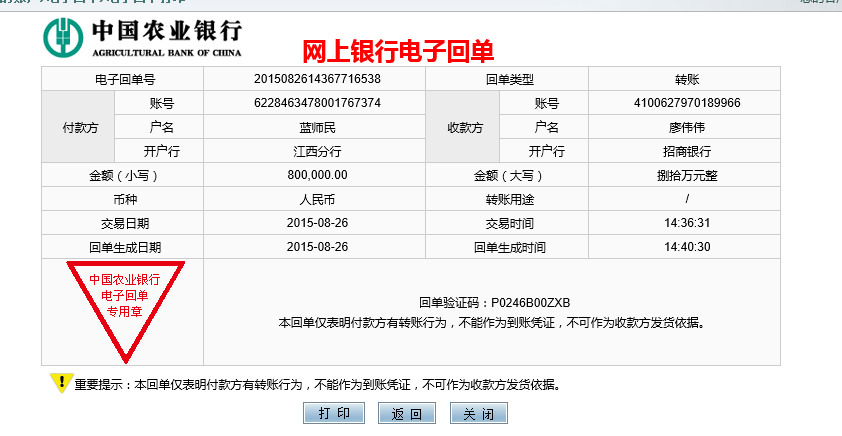 中国农业银行
AGRICULTURAL BANK OF CHINA
网上银行电子回单
电子回单号 2015082614367716538 回单类型 转账
付款方 账号 6228463478001767374 收款方 账号 4100627970189966
户名 蓝师民 户名 廖伟伟
开户行 江西分行 开户行 招商银行
金额（小写） 800,000.00 金额（大写） 捌拾万元整
币种 人民币 转账用途 /
交易日期 2015-08-26 交易时间 14:36:31
回单生成日期 2015-08-26 回单生成时间 14:40:30
中国农业银行
电子回单
专用章
回单验证码：P0246B00ZXB
本回单仅表明付款方有转账行为，不能作为到账凭证，不可作为收款方发货依据。
重要提示：本回单仅表明付款方有转账行为，不能作为到账凭证，不可作为收款方发货依据。
打 印 返 回 关 闭